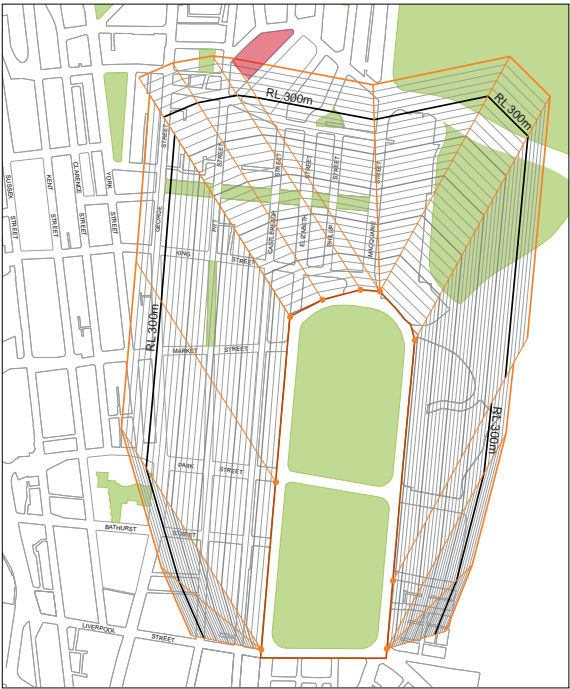 RL 300m
RL 300m
STREET
STREET
STREET
STREET
STREET
STREET
SUSSEX
STREET
KENT
STREET
CLARENCE
STREET
YORK
STREET
GEORGE
PITT
CASTLEREAGH
ELIZABETH
PHILLIP
MACQUARIE
KING
STREET
RL 300m
MARKET
STREET
RL 300m
PARK
STREET
BATHURST
STREET
LIVERPOOL
STREET